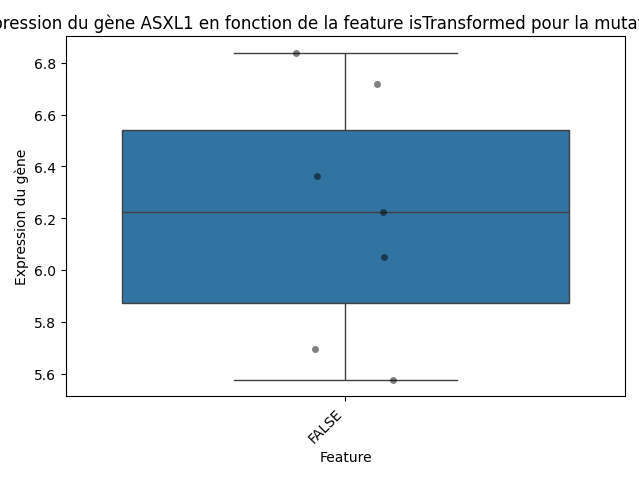 ression du gène ASXL1 en fonction de la feature isTransformed pour la muta
6.8
6.6
6.4
6.2
6.0
5.8
5.6
Expression du gène
FALSE
Feature